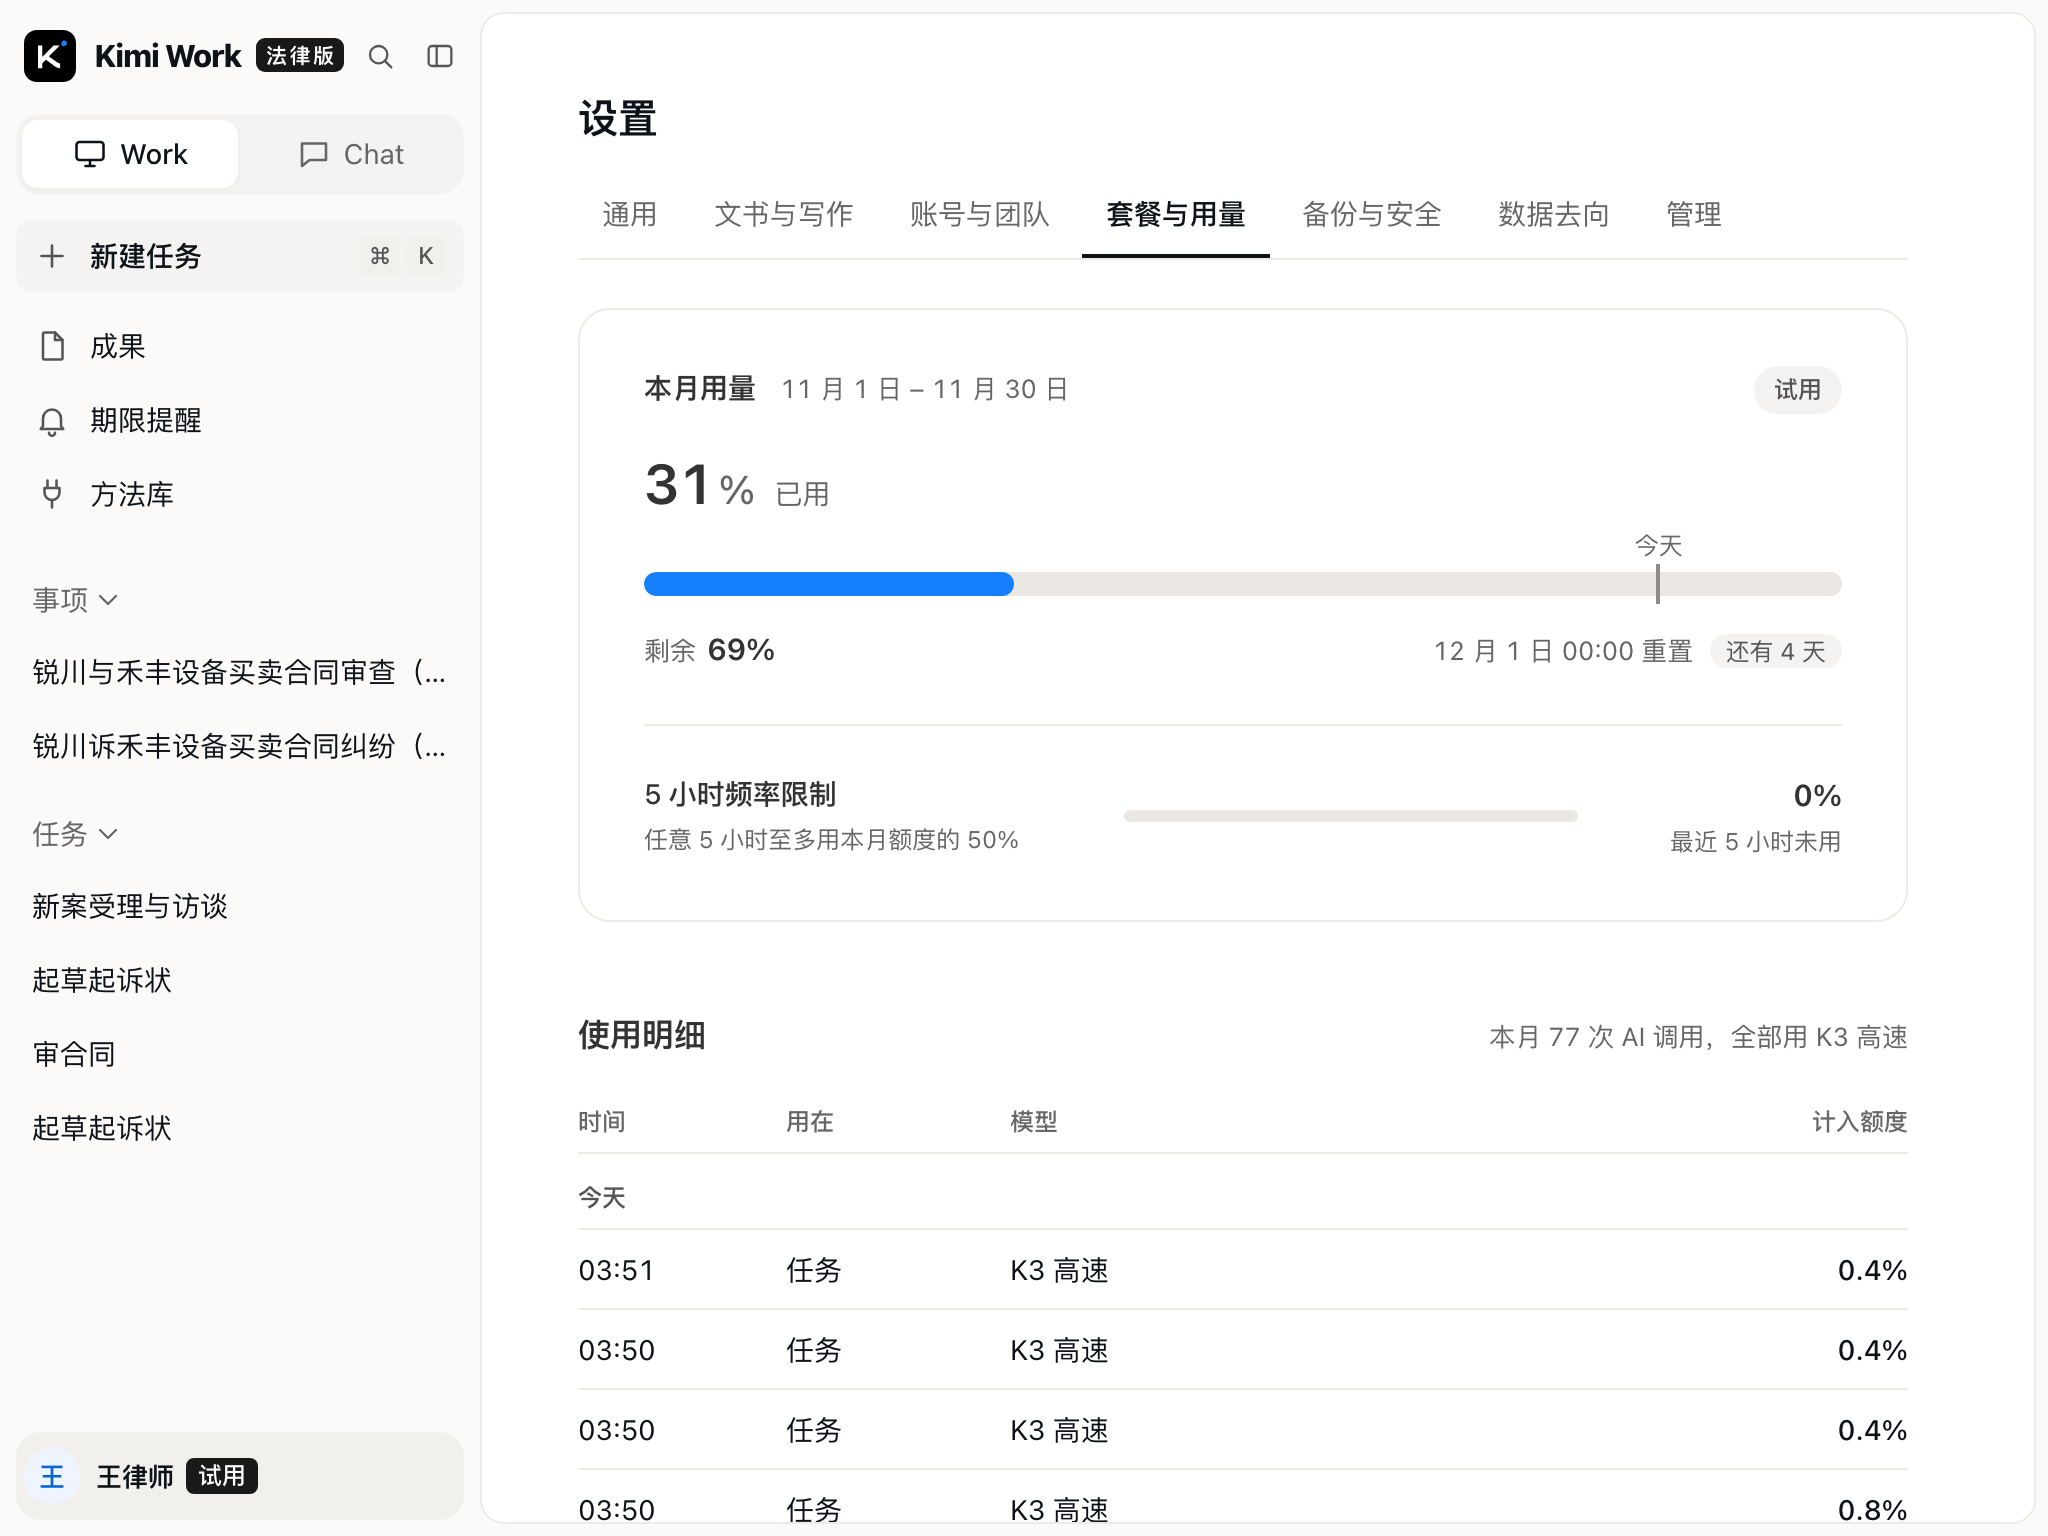 Kimi Work 法律版
Work
Chat
新建任务 ⌘ K
成果
期限提醒
方法库
事项
锐川与禾丰设备买卖合同审查（...
锐川诉禾丰设备买卖合同纠纷（...
任务
新案受理与访谈
起草起诉状
审合同
起草起诉状
王 王律师 试用
设置
通用 文书与写作 账号与团队 套餐与用量 备份与安全 数据去向 管理
本月用量 11 月 1 日 – 11 月 30 日 试用
31% 已用
今天
剩余 69% 12 月 1 日 00:00 重置 还有 4 天
5 小时频率限制 0%
任意 5 小时至多用本月额度的 50% 最近 5 小时未用
使用明细 本月 77 次 AI 调用，全部用 K3 高速
时间 用在 模型 计入额度
今天
03:51 任务 K3 高速 0.4%
03:50 任务 K3 高速 0.4%
03:50 任务 K3 高速 0.4%
03:50 任务 K3 高速 0.8%